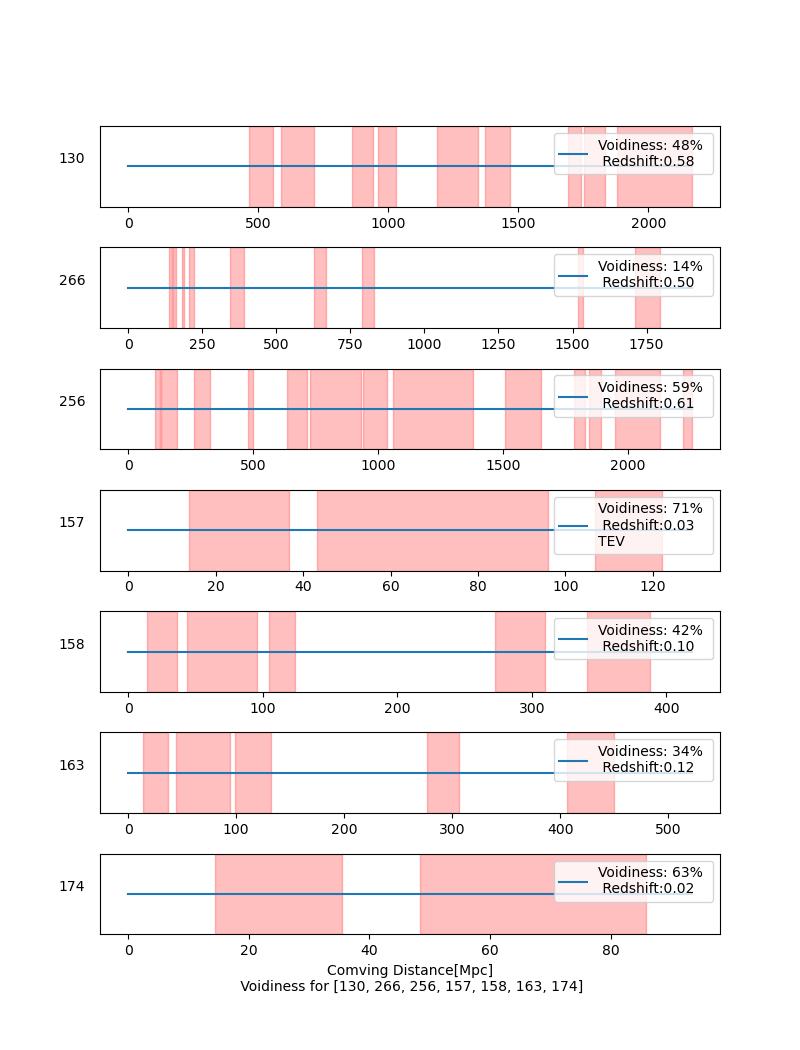 130
Voidiness: 48%
Redshift:0.58
0 500 1000 1500 2000
266
Voidiness: 14%
Redshift:0.50
0 250 500 750 1000 1250 1500 1750
256
Voidiness: 59%
Redshift:0.61
0 500 1000 1500 2000
157
Voidiness: 71%
Redshift:0.03
TEV
0 20 40 60 80 100 120
158
Voidiness: 42%
Redshift:0.10
0 100 200 300 400
163
Voidiness: 34%
Redshift:0.12
0 100 200 300 400 500
174
Voidiness: 63%
Redshift:0.02
0 20 40 60 80
Comving Distance[Mpc]
Voidiness for [130, 266, 256, 157, 158, 163, 174]